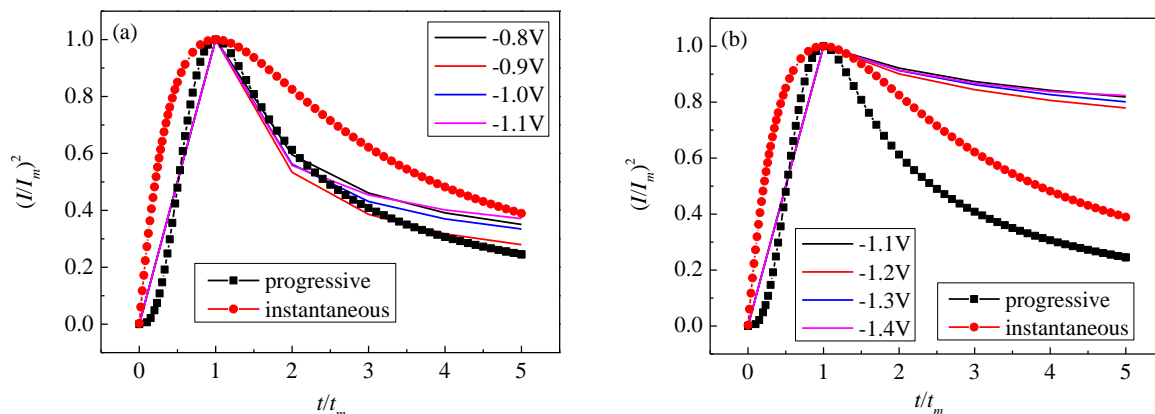 (a)
-0.8V
-0.9V
-1.0V
-1.1V
progressive
instantaneous
(I/Im)2
1.0
0.8
0.6
0.4
0.2
0.0
0 1 2 3 4 5
t/tm
(b)
-1.1V
-1.2V
-1.3V
-1.4V
progressive
instantaneous
(I/Im)2
1.0
0.8
0.6
0.4
0.2
0.0
0 1 2 3 4 5
t/tm